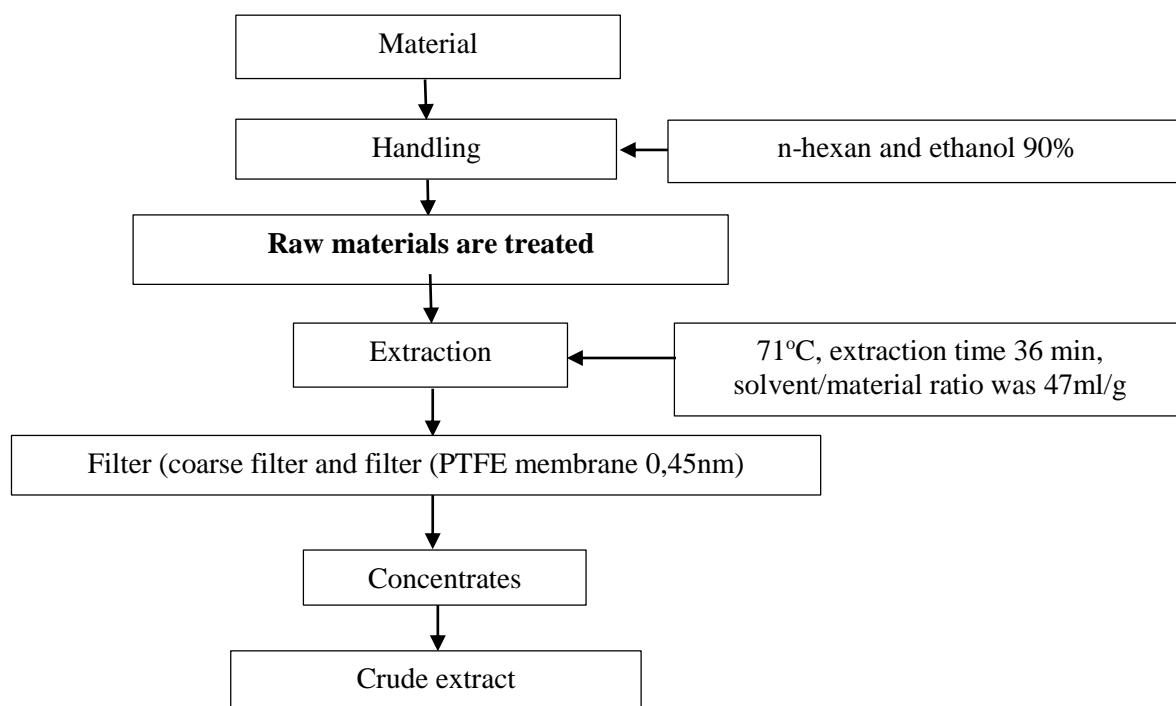 Material
Handling
n-hexan and ethanol 90%
Raw materials are treated
Extraction
71ºC, extraction time 36 min,
solvent/material ratio was 47ml/g
Filter (coarse filter and filter (PTFE membrane 0,45nm)
Concentrates
Crude extract